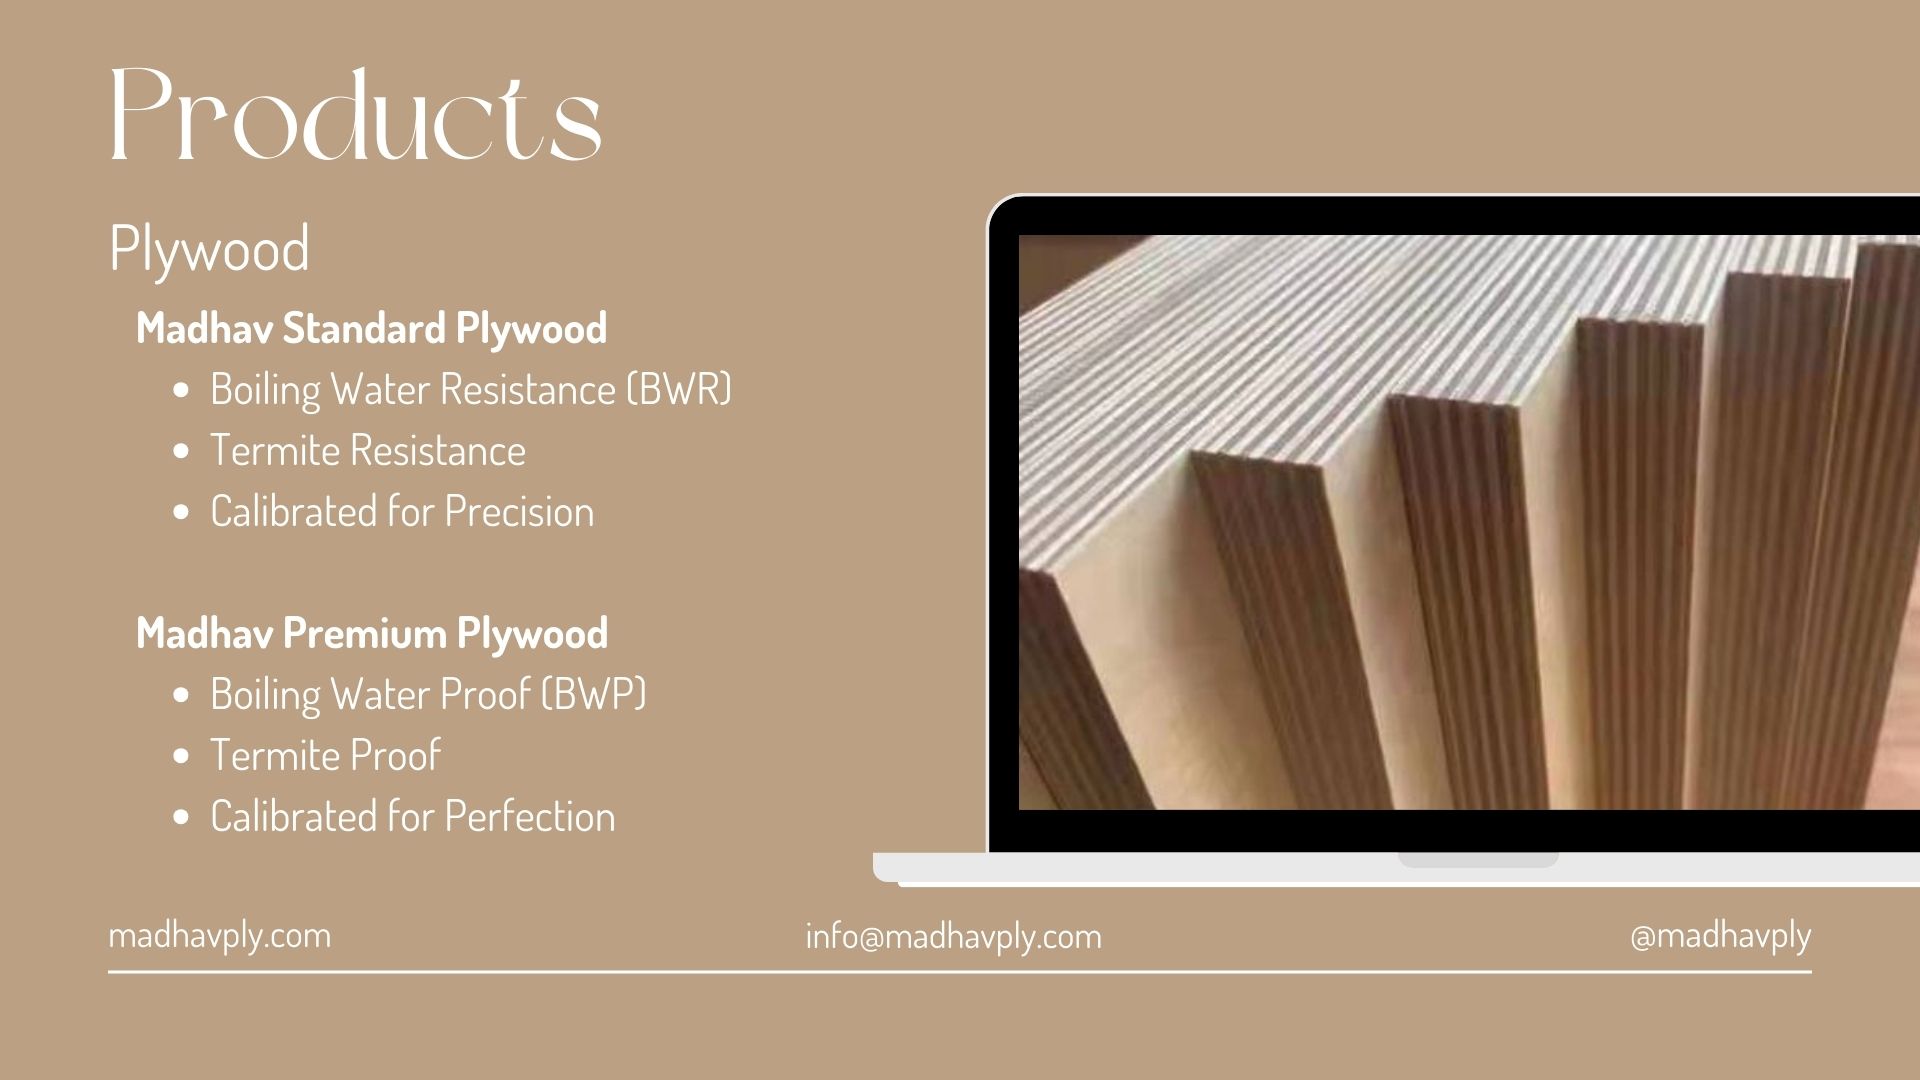 Products
Plywood
Madhav Standard Plywood
• Boiling Water Resistance (BWR)
• Termite Resistance
• Calibrated for Precision
Madhav Premium Plywood
• Boiling Water Proof (BWP)
• Termite Proof
• Calibrated for Perfection
madhavply.com
info@madhavply.com
@madhavply